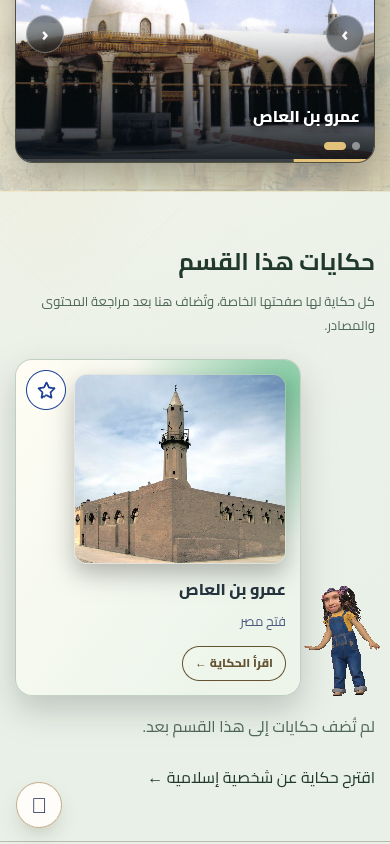 عمرو بن العاص
حكايات هذا القسم
كل حكاية لها صفحتها الخاصة، وتُضاف هنا بعد مراجعة المحتوى
والمصادر.
عمرو بن العاص
فتح مصر
اقرأ الحكاية ←
لم تُضف حكايات إلى هذا القسم بعد.
اقترح حكاية عن شخصية إسلامية ←